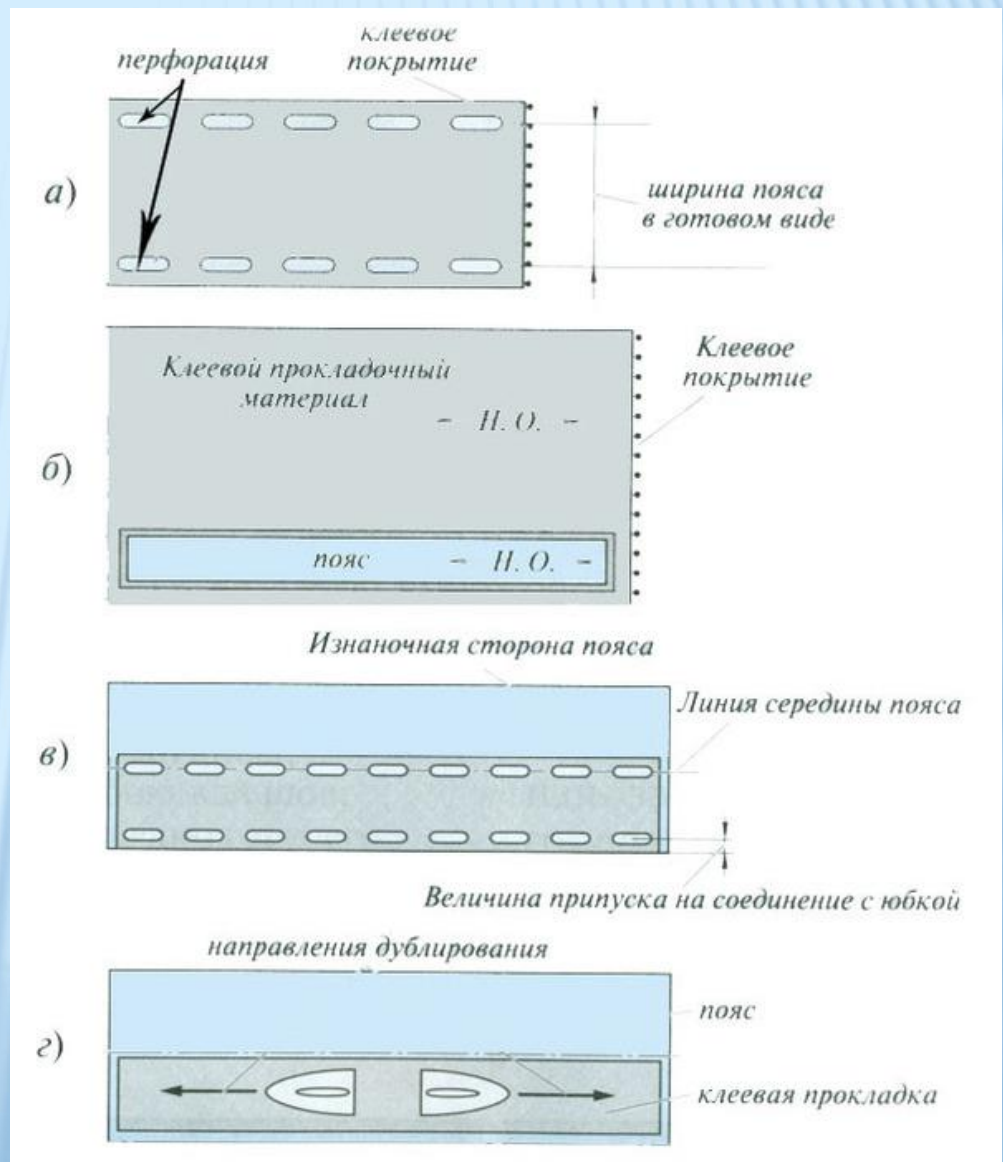 перфорация
клеевое
покрытие
а)
ширина пояса
в готовом виде
Клеевой прокладочный
материал
– Н. О. –
Клеевое
покрытие
б)
пояс – Н. О. –
Изнаночная сторона пояса
Линия середины пояса
в)
Величина припуска на соединение с юбкой
направления дублирования
пояс
г)
клеевая прокладка